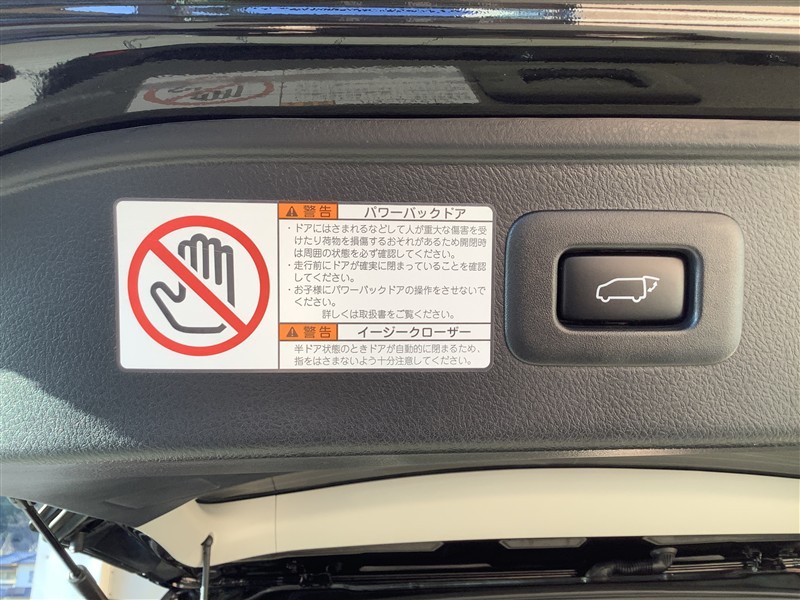 警告 パワーバックドア
・ドアにはさまれるなどして人が重大な傷害を受
けたり荷物を損傷するおそれがあるため開閉時
は周囲の状態を必ず確認してください。
・走行前にドアが確実に閉まっていることを確認
してください。
・お子様にパワーバックドアの操作をさせないで
ください。
詳しくは取扱書をご覧ください。
警告 イージークローザー
半ドア状態のときドアが自動的に閉まるため、
指をはさまないよう十分注意してください。